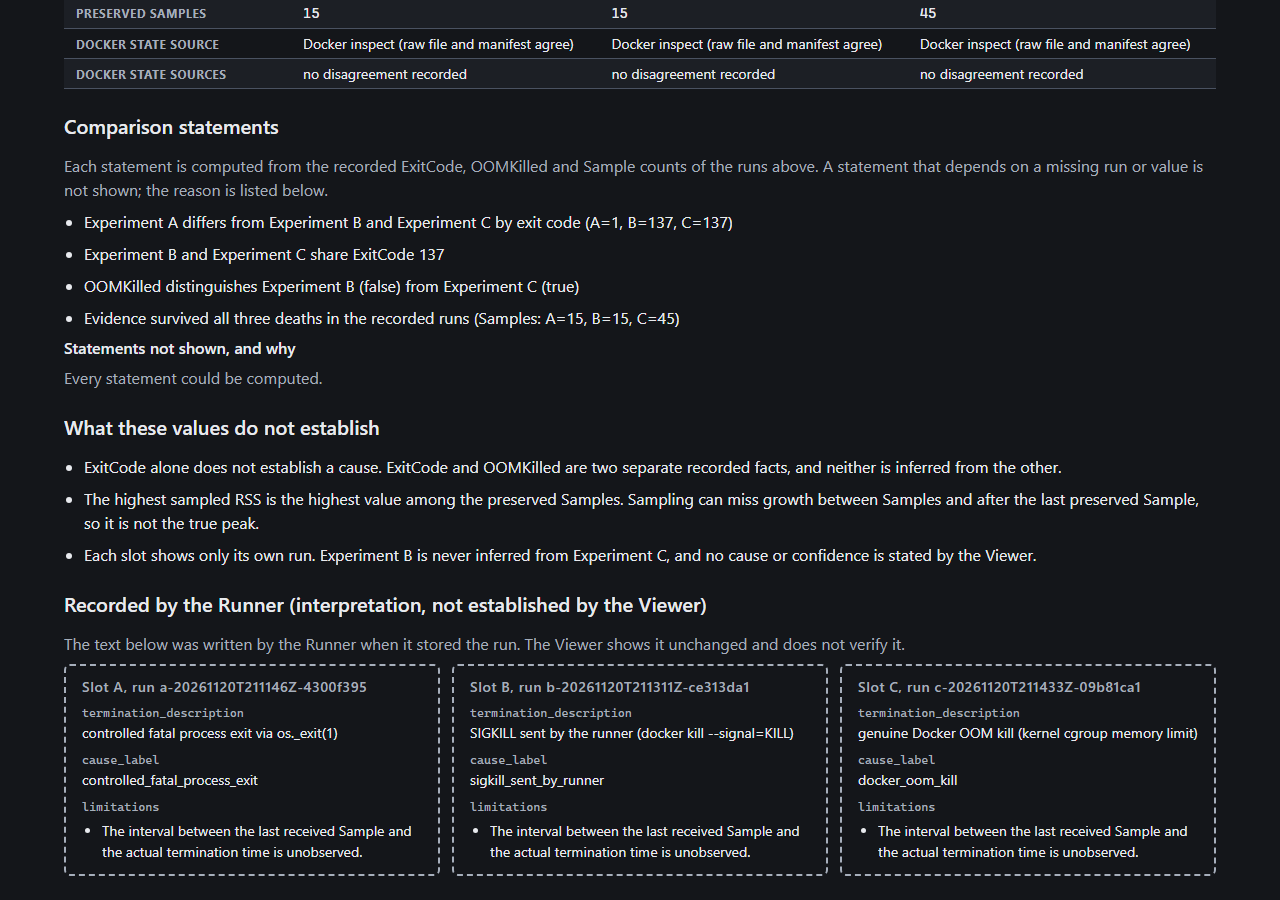 PRESERVED SAMPLES 15 15 45
DOCKER STATE SOURCE Docker inspect (raw file and manifest agree) Docker inspect (raw file and manifest agree) Docker inspect (raw file and manifest agree)
DOCKER STATE SOURCES no disagreement recorded no disagreement recorded no disagreement recorded
Comparison statements
Each statement is computed from the recorded ExitCode, OOMKilled and Sample counts of the runs above. A statement that depends on a missing run or value is
not shown; the reason is listed below.
• Experiment A differs from Experiment B and Experiment C by exit code (A=1, B=137, C=137)
• Experiment B and Experiment C share ExitCode 137
• OOMKilled distinguishes Experiment B (false) from Experiment C (true)
• Evidence survived all three deaths in the recorded runs (Samples: A=15, B=15, C=45)
Statements not shown, and why
Every statement could be computed.
What these values do not establish
• ExitCode alone does not establish a cause. ExitCode and OOMKilled are two separate recorded facts, and neither is inferred from the other.
• The highest sampled RSS is the highest value among the preserved Samples. Sampling can miss growth between Samples and after the last preserved Sample,
so it is not the true peak.
• Each slot shows only its own run. Experiment B is never inferred from Experiment C, and no cause or confidence is stated by the Viewer.
Recorded by the Runner (interpretation, not established by the Viewer)
The text below was written by the Runner when it stored the run. The Viewer shows it unchanged and does not verify it.
Slot A, run a-20261120T211146Z-4300f395
termination_description
controlled fatal process exit via os._exit(1)
cause_label
controlled_fatal_process_exit
limitations
• The interval between the last received Sample and
the actual termination time is unobserved.
Slot B, run b-20261120T211311Z-ce313da1
termination_description
SIGKILL sent by the runner (docker kill --signal=KILL)
cause_label
sigkill_sent_by_runner
limitations
• The interval between the last received Sample and
the actual termination time is unobserved.
Slot C, run c-20261120T211433Z-09b81ca1
termination_description
genuine Docker OOM kill (kernel cgroup memory limit)
cause_label
docker_oom_kill
limitations
• The interval between the last received Sample and
the actual termination time is unobserved.